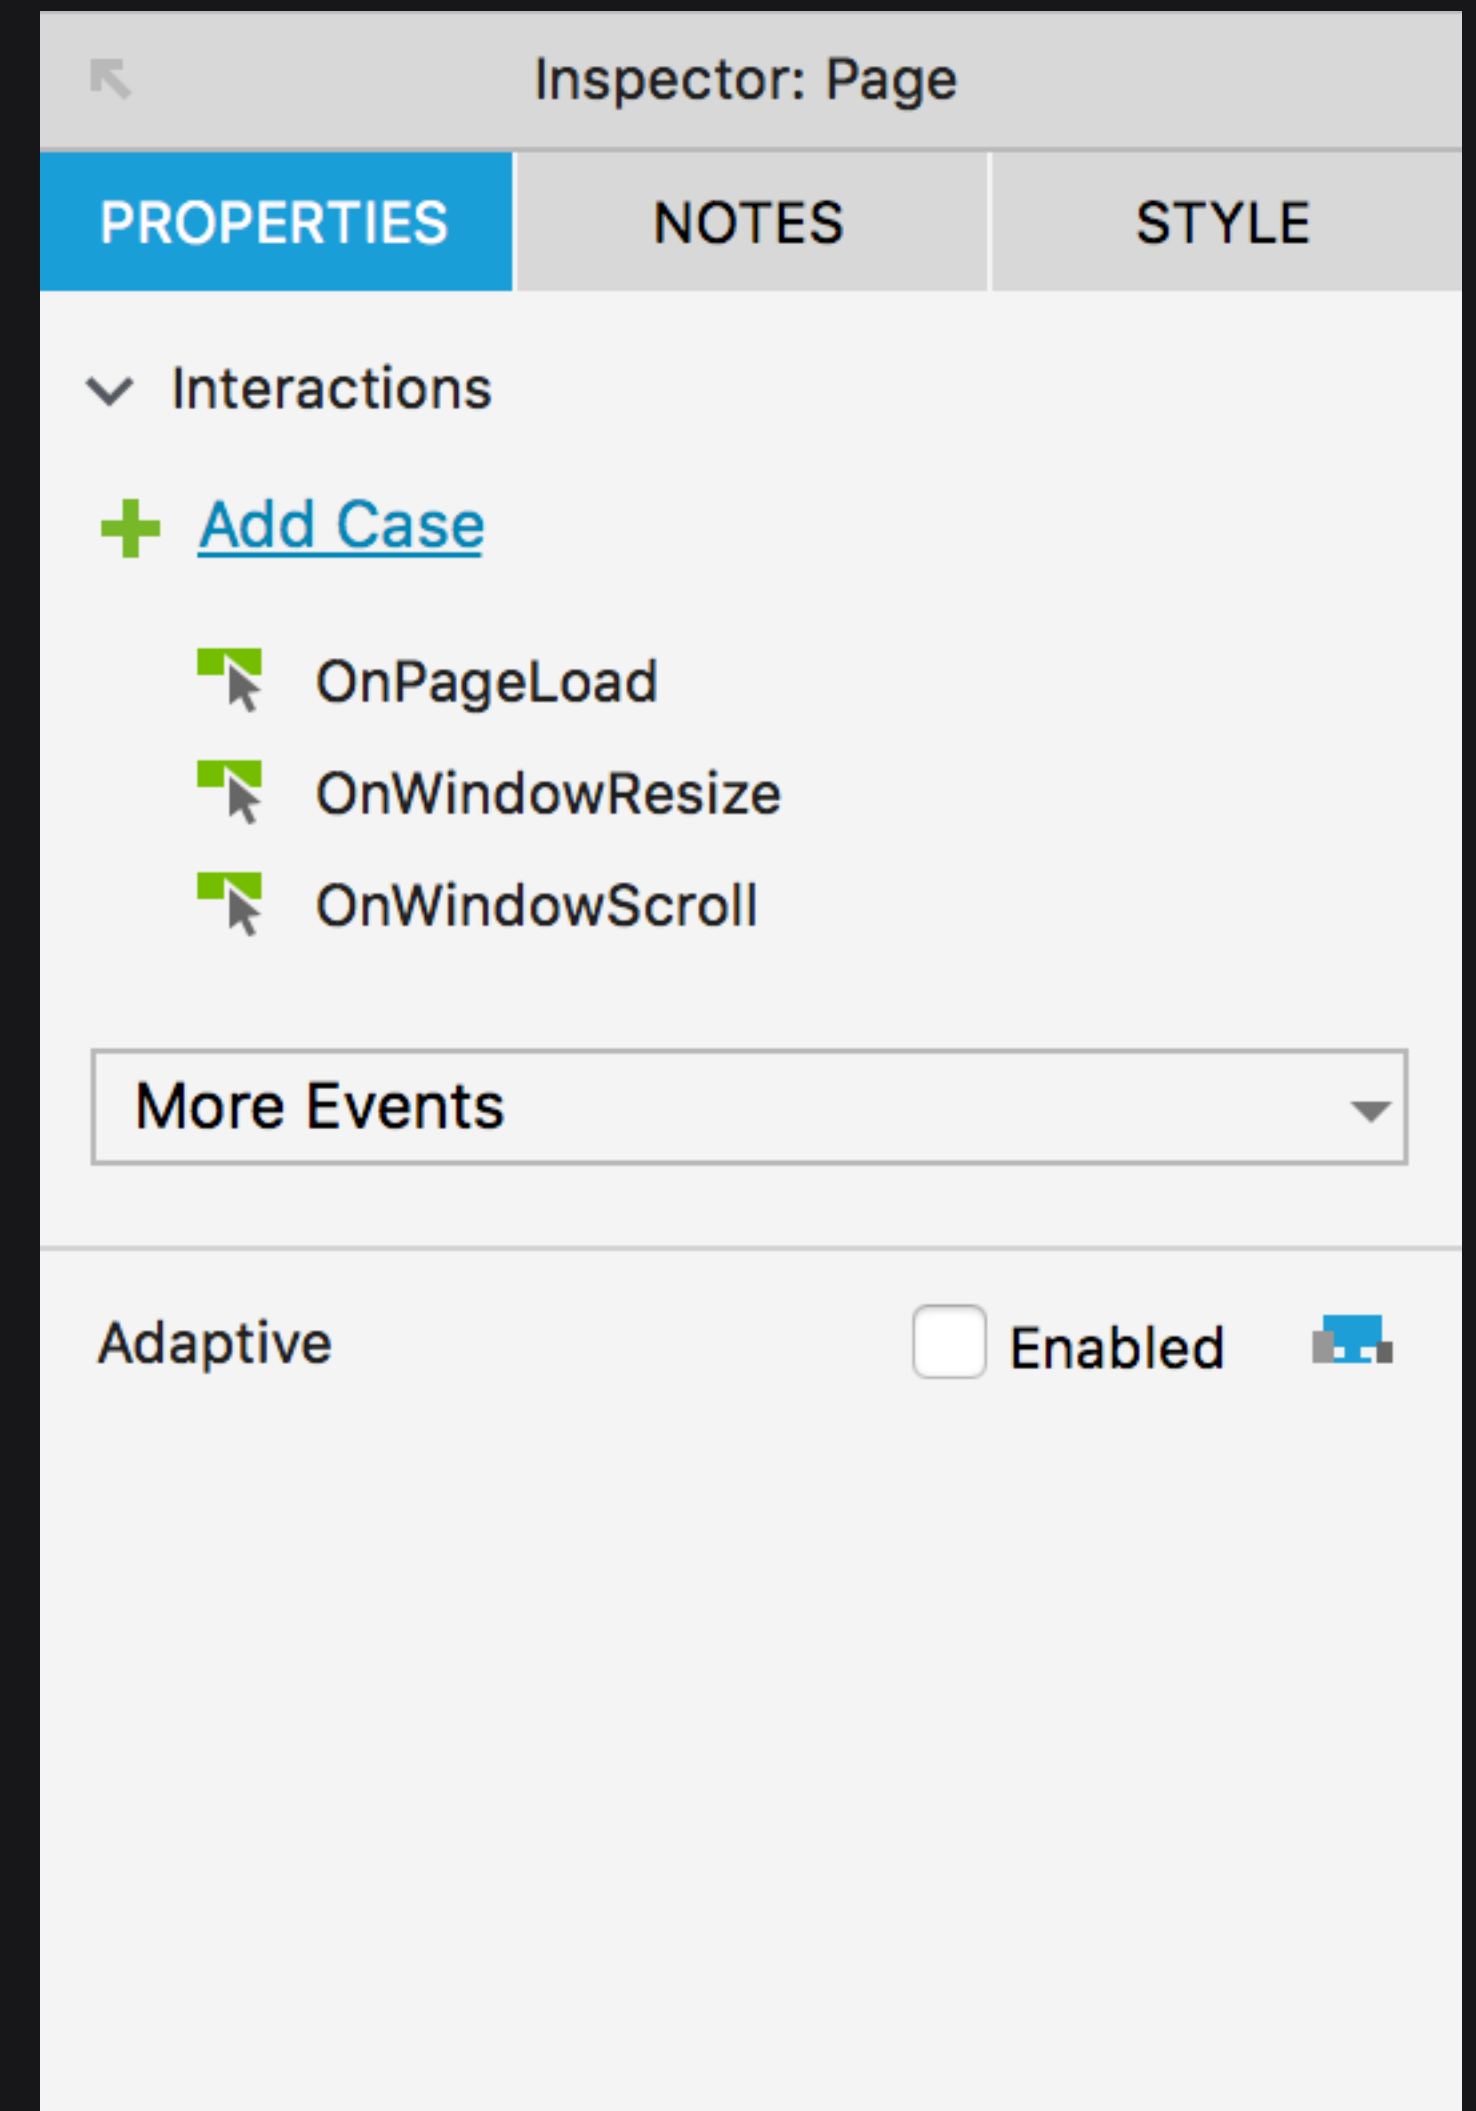 Inspector: Page
PROPERTIES NOTES STYLE
Interactions
Add Case
OnPageLoad
OnWindowResize
OnWindowScroll
More Events
Adaptive Enabled